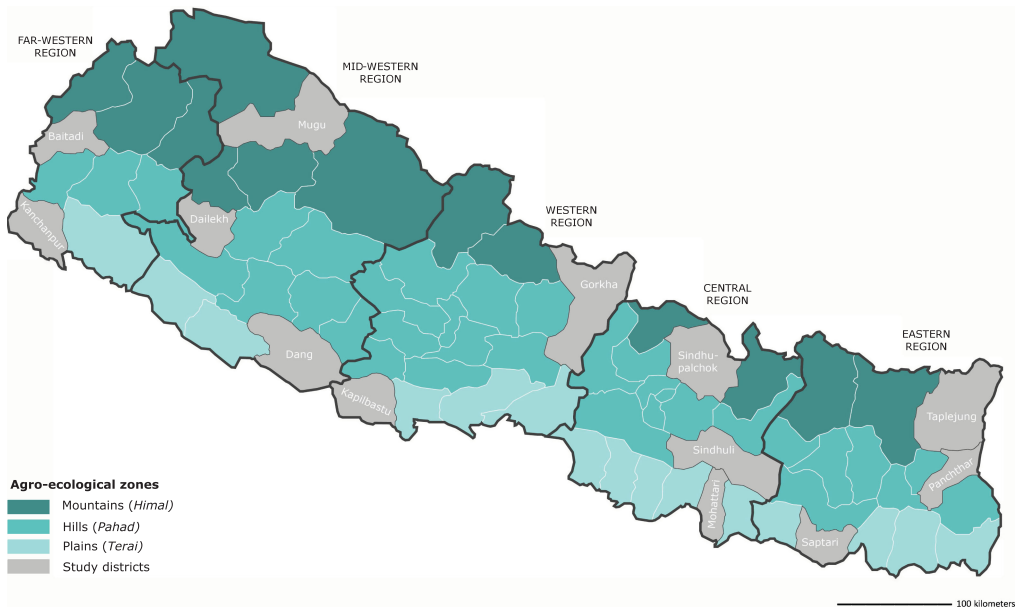 FAR-WESTERN
REGION
MID-WESTERN
REGION
Mugu
Baitadi
Kanchanpur
Dailekh
WESTERN
REGION
Gorkha
CENTRAL
REGION
EASTERN
REGION
Dang
Kapilbastu
Sindhu-
palchok
Taplejung
Sindhuli
Panchthar
Mohattari
Saptari
Agro-ecological zones
Mountains (Himal)
Hills (Pahad)
Plains (Terai)
Study districts
100 kilometers